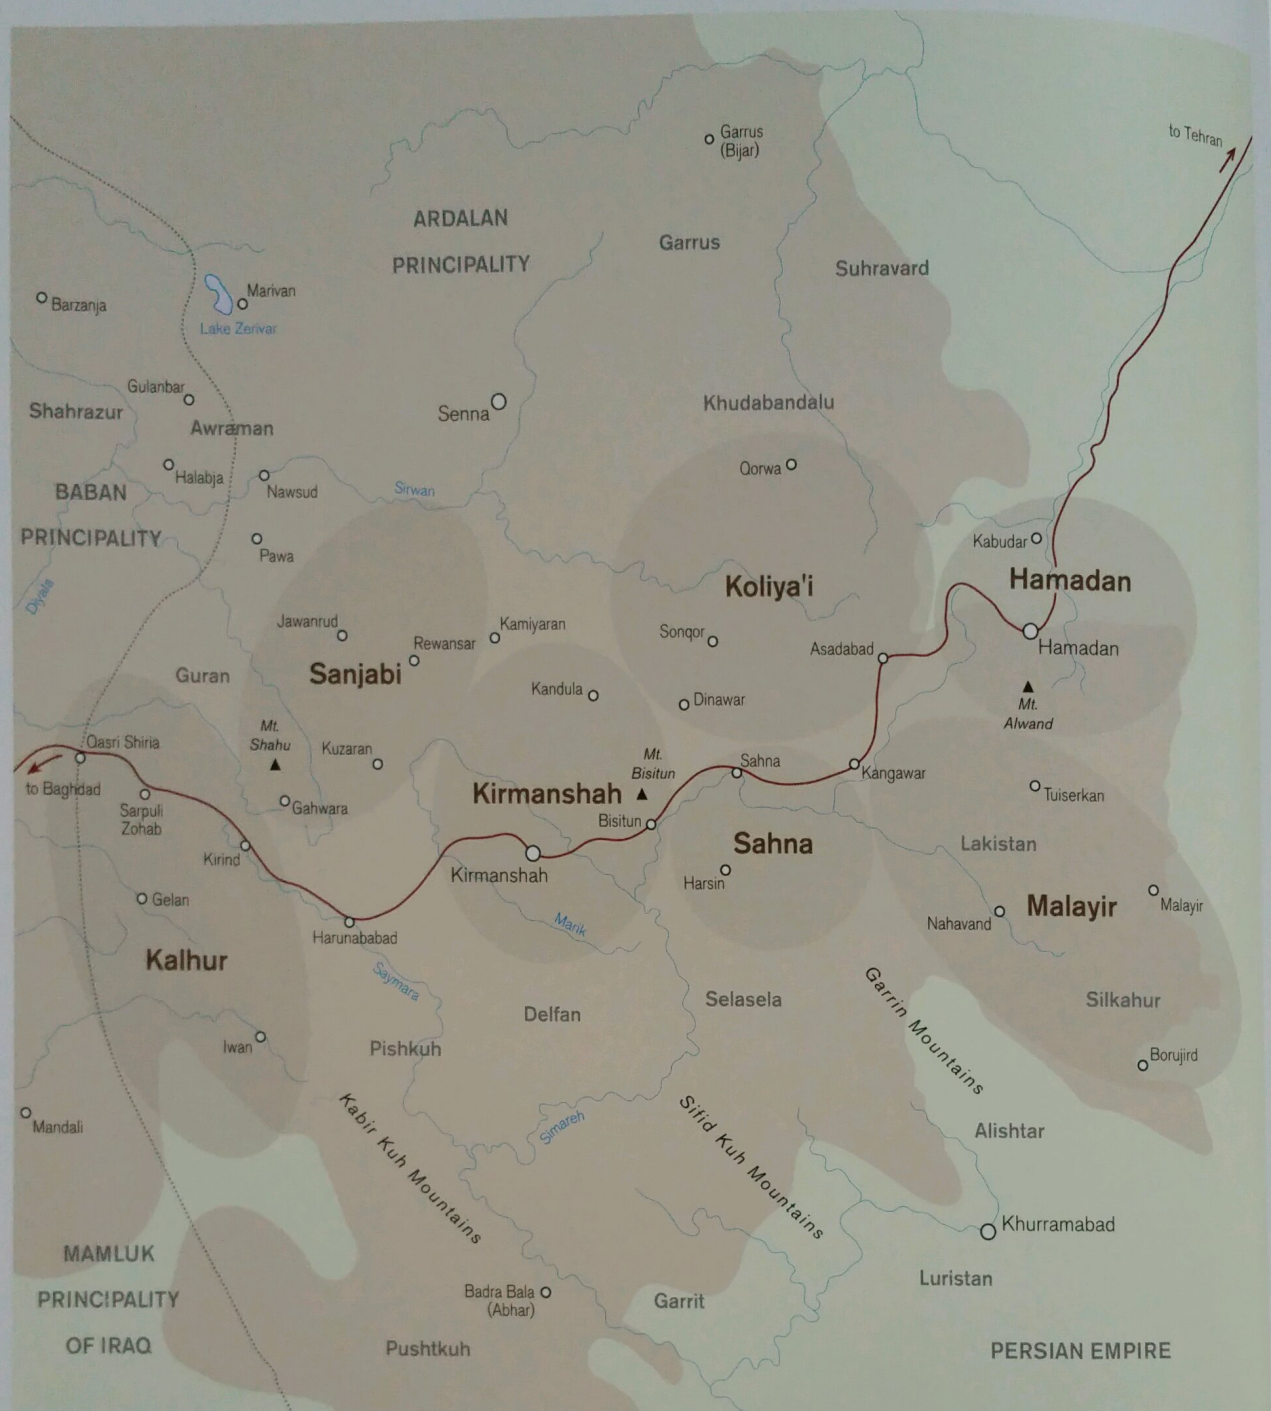 to Tehran
Garrus
(Bijar)
ARDALAN
PRINCIPALITY
Garrus
Suhravard
Barzanja
Marivan
Lake Zerivar
Gulanbar
Shahrazur
Awraman
Senna
Khudabandalu
Halabja
Nawsud
Sirwan
Qorwa
BABAN
PRINCIPALITY
Pawa
Diyala
Kabudar
Hamadan
Koliya'i
Jawanrud
Rewansar
Kamiyaran
Sonqor
Asadabad
Hamadan
Guran
Sanjabi
Kandula
Dinawar
Mt.
Alwand
Qasri Shiria
Mt.
Shahu
Kuzaran
Mt.
Bisitun
Sahna
Kangawar
to Baghdad
Sarpuli
Zohab
Gahwara
Kirmanshah
Bisitun
Tuiserkan
Kirind
Kirmanshah
Sahna
Lakistan
Harsin
Gelan
Harunababad
Marik
Nahavand
Malayir
Malayir
Kalhur
Saymara
Garrin Mountains
Selasela
Silkahur
Delfan
Iwan
Pishkuh
Borujird
Mandali
Kabir Kuh Mountains
Simareh
Sifid Kuh Mountains
Alishtar
Khurramabad
MAMLUK
PRINCIPALITY
OF IRAQ
Badra Bala
(Abhar)
Garrit
Luristan
Pushtkuh
PERSIAN EMPIRE